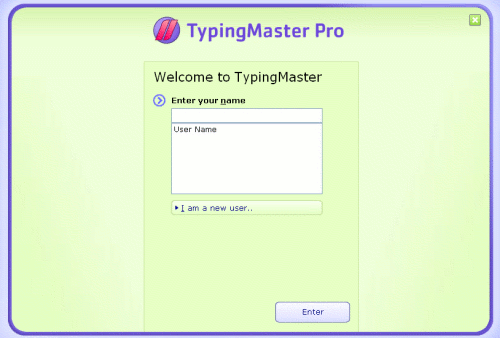 TypingMaster Pro
Welcome to TypingMaster
Enter your name
User Name
I am a new user..
Enter